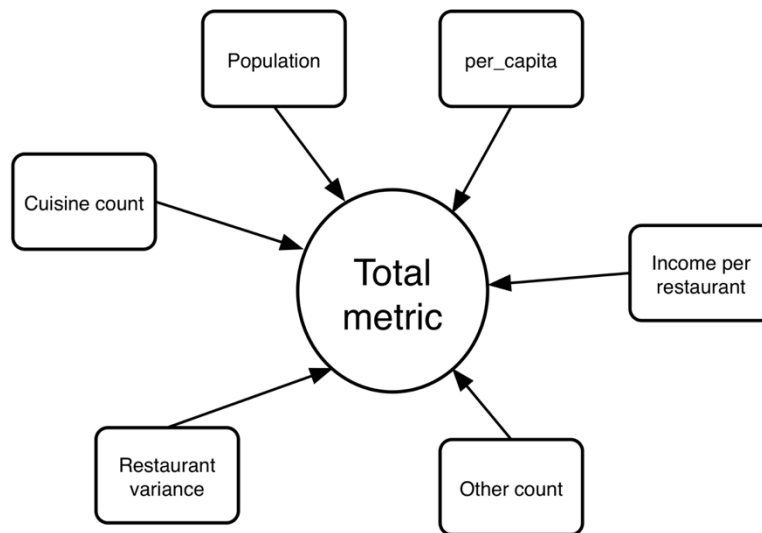 Population
per_capita
Cuisine count
Total
metric
Income per
restaurant
Restaurant
variance
Other count